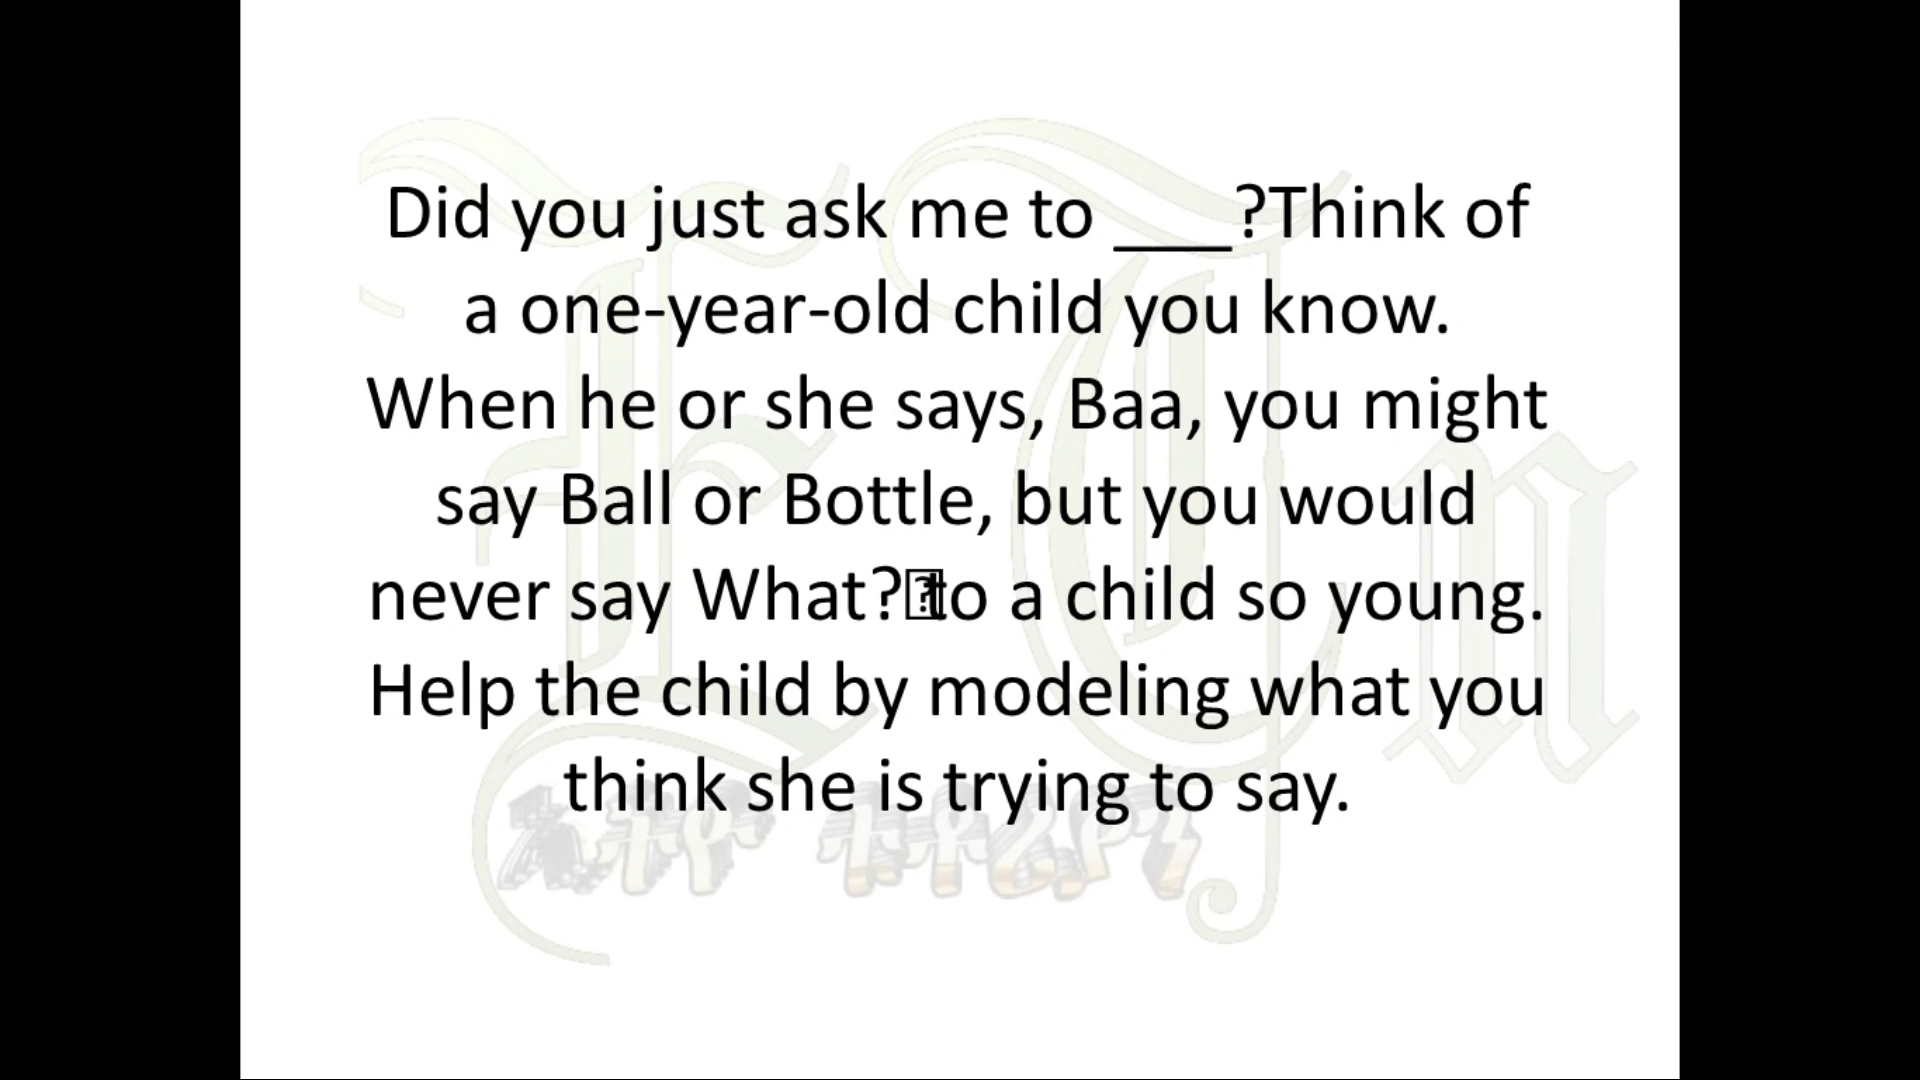 Did you just ask me to ___?Think of
a one-year-old child you know.
When he or she says, Baa, you might
say Ball or Bottle, but you would
never say What? to a child so young.
Help the child by modeling what you
think she is trying to say.